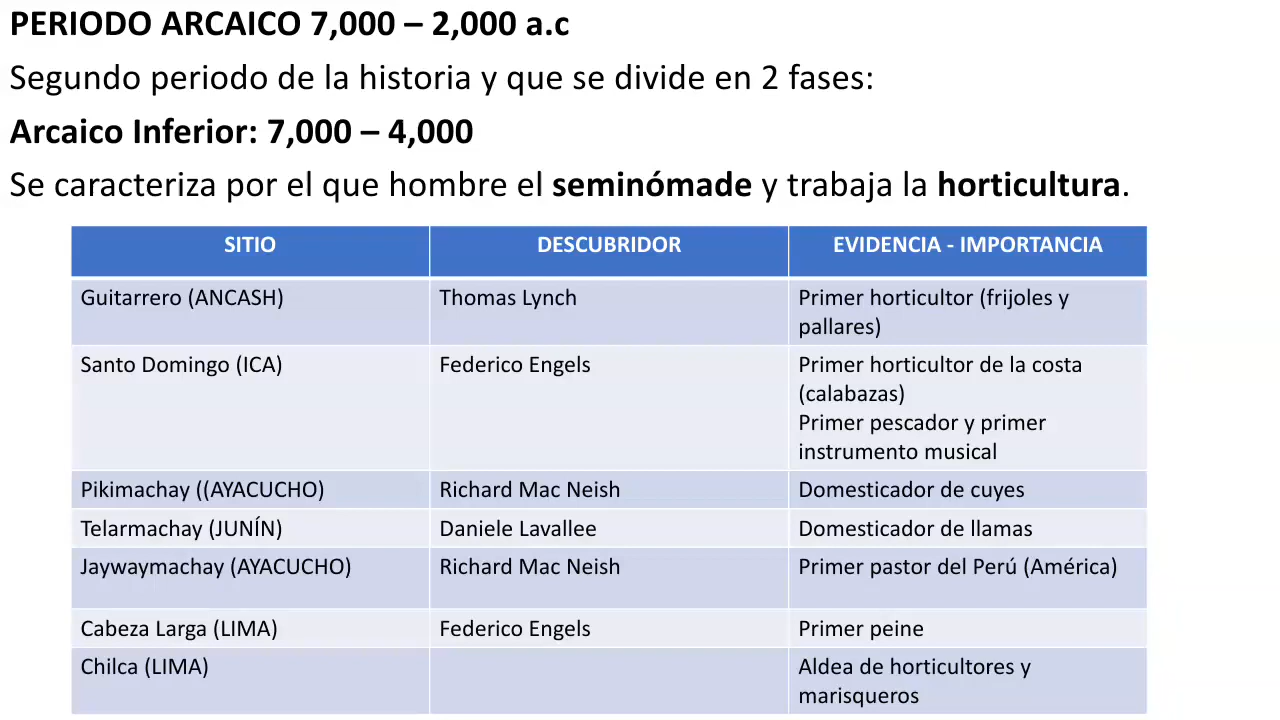 PERIODO ARCAICO 7,000 – 2,000 a.c
Segundo periodo de la historia y que se divide en 2 fases:
Arcaico Inferior: 7,000 – 4,000
Se caracteriza por el que hombre el seminómade y trabaja la horticultura.
SITIO DESCUBRIDOR EVIDENCIA - IMPORTANCIA
Guitarrero (ANCASH) Thomas Lynch Primer horticultor (frijoles y
pallares)
Santo Domingo (ICA) Federico Engels Primer horticultor de la costa
(calabazas)
Primer pescador y primer
instrumento musical
Pikimachay ((AYACUCHO) Richard Mac Neish Domesticador de cuyes
Telarmachay (JUNÍN) Daniele Lavallee Domesticador de llamas
Jaywaymachay (AYACUCHO) Richard Mac Neish Primer pastor del Perú (América)
Cabeza Larga (LIMA) Federico Engels Primer peine
Chilca (LIMA) Aldea de horticultores y
marisqueros